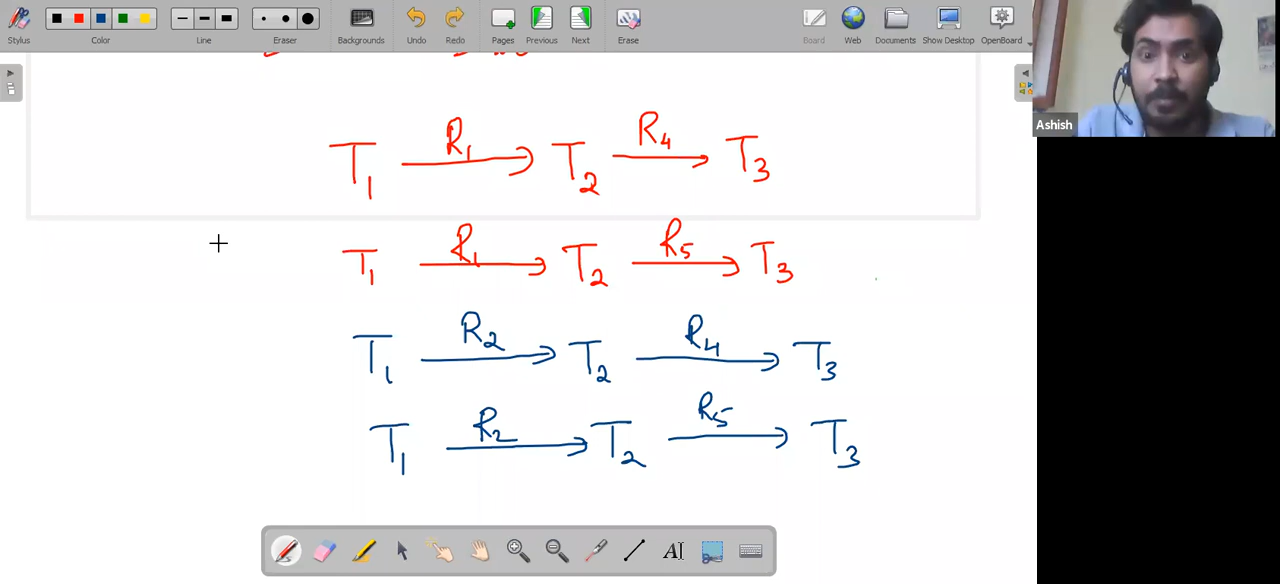 Stylus Color Line Eraser Backgrounds Undo Redo Pages Previous Next Erase Board Web Documents Show Desktop OpenBoard
Ashish
T1 R1 T2 R4 T3
T1 R1 T2 R5 T3
T1 R2 T2 R4 T3
T1 R2 T2 R5 T3